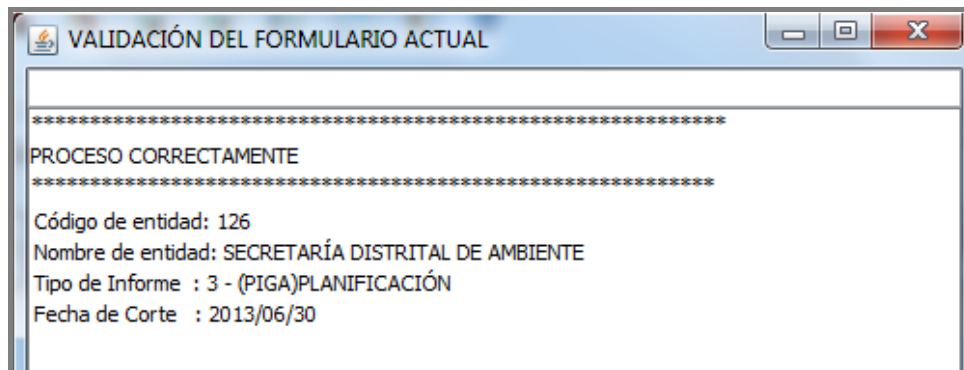 VALIDACIÓN DEL FORMULARIO ACTUAL
************************************************************
PROCESO CORRECTAMENTE
***********************************************************
Código de entidad: 126
Nombre de entidad: SECRETARÍA DISTRITAL DE AMBIENTE
Tipo de Informe : 3 - (PIGA)PLANIFICACIÓN
Fecha de Corte : 2013/06/30